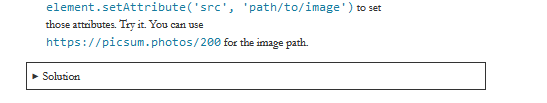 element.setAttribute('src', 'path/to/image') to set
those attributes. Try it. You can use
https://picsum.photos/200 for the image path.
▸ Solution